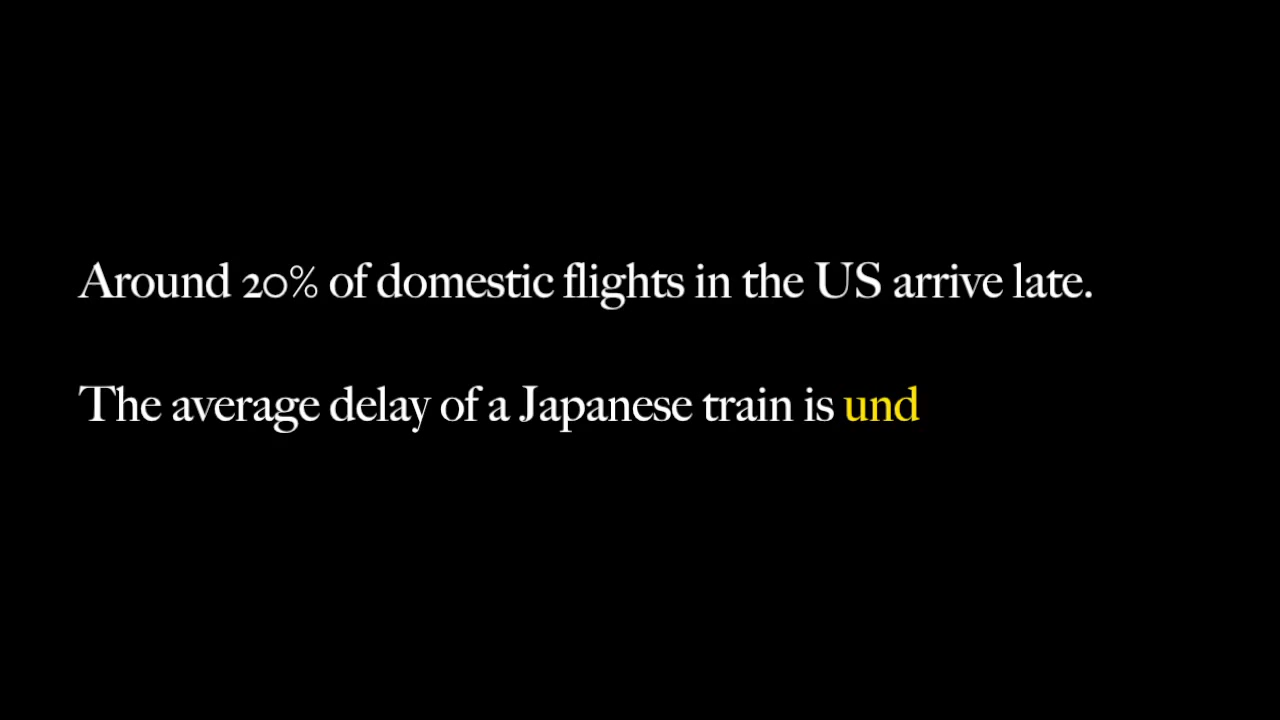 Around 20% of domestic flights in the US arrive late.
The average delay of a Japanese train is und